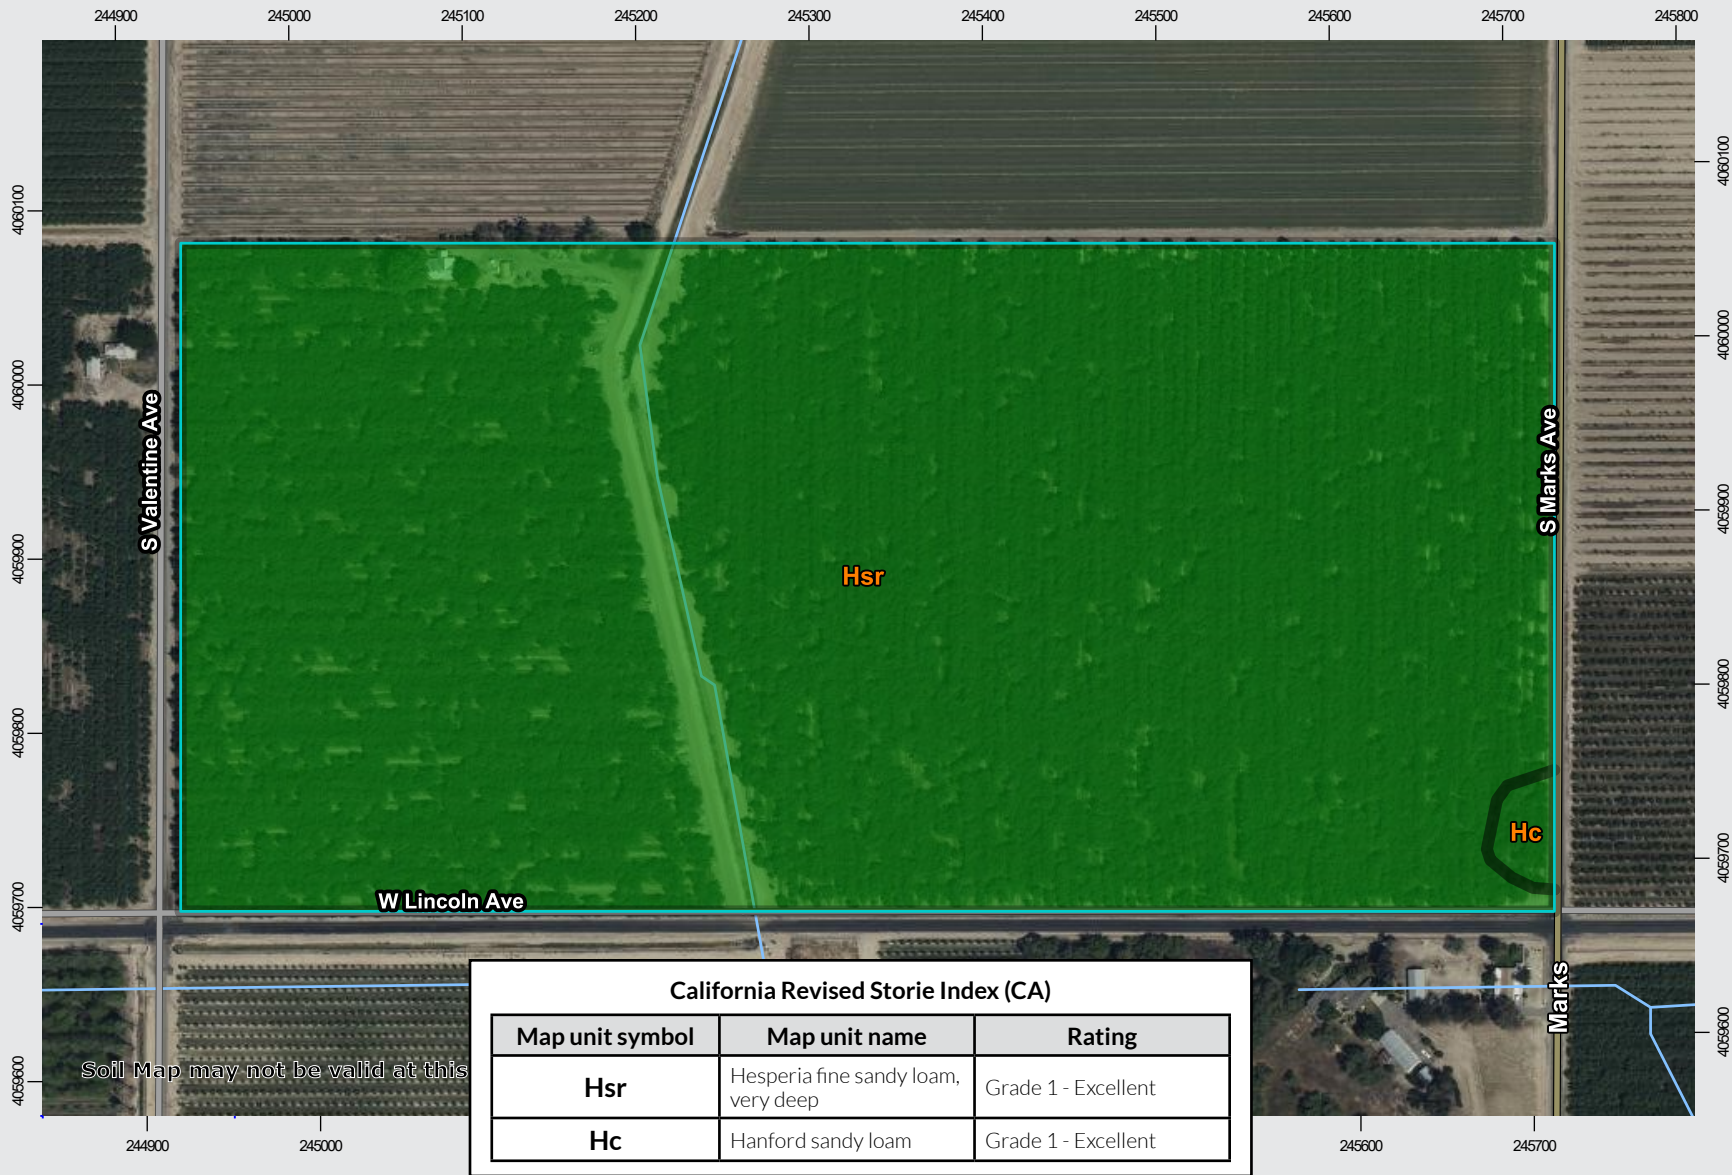 244900 245000 245100 245200 245300 245400 245500 245600 245700 245800
4060100
4060000
4059900
4059800
4059700
4059600
4060100
4060000
4059900
4059800
4059700
4059600
S Valentine Ave
S Marks Ave
Hsr
Hc
W Lincoln Ave
Marks
Soil Map may not be valid at this
California Revised Storie Index (CA)
Map unit symbol Map unit name Rating
Hsr Hesperia fine sandy loam, Grade 1 - Excellent
very deep
Hc Hanford sandy loam Grade 1 - Excellent
244900 245000 245600 245700